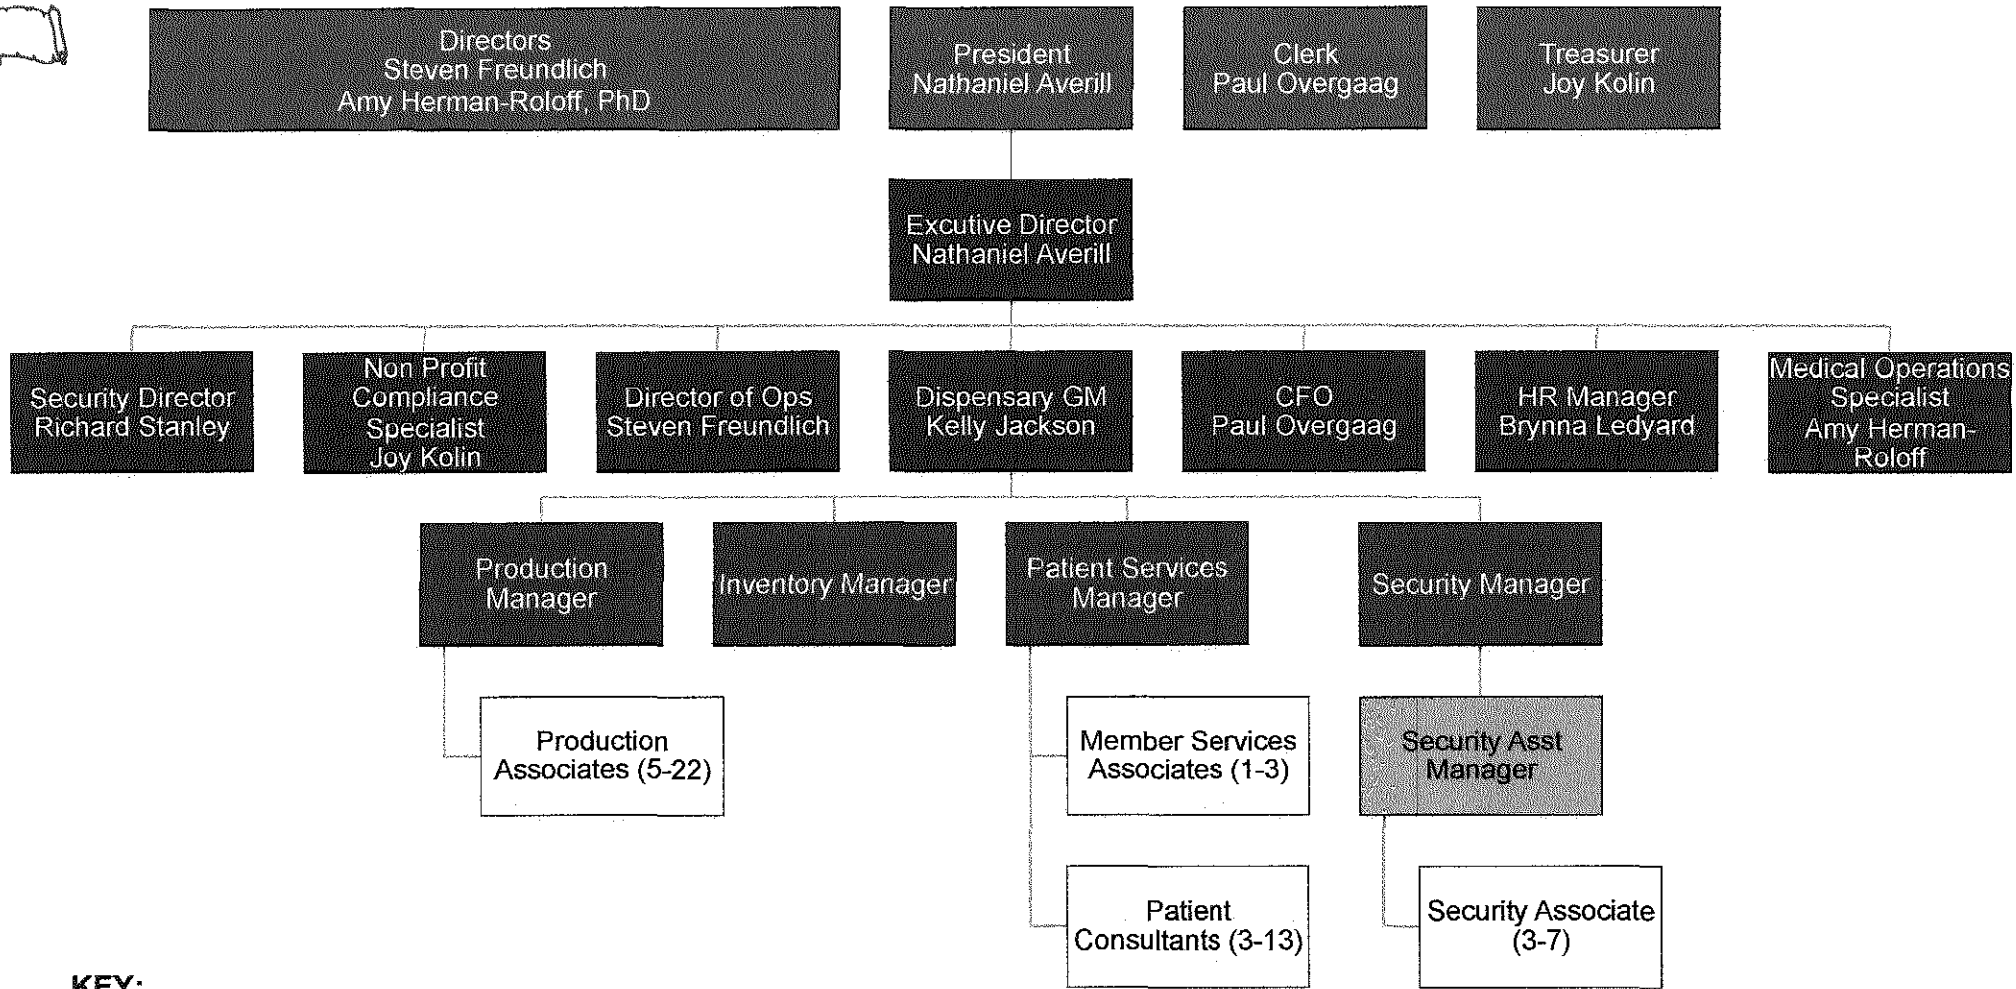 Directors
Steven Freundlich
Amy Herman-Roloff, PhD
President
Nathaniel Averill
Clerk
Paul Overgaag
Treasurer
Joy Kolin
Excutive Director
Nathaniel Averill
Security Director
Richard Stanley
Non Profit
Compliance
Specialist
Joy Kolin
Director of Ops
Steven Freundlich
Dispensary GM
Kelly Jackson
CFO
Paul Overgaag
HR Manager
Brynna Ledyard
Medical Operations
Specialist
Amy Herman-
Roloff
Production
Manager
Inventory Manager
Patient Services
Manager
Security Manager
Production
Associates (5-22)
Member Services
Associates (1-3)
Security Asst
Manager
Patient
Consultants (3-13)
Security Associate
(3-7)
KEY: